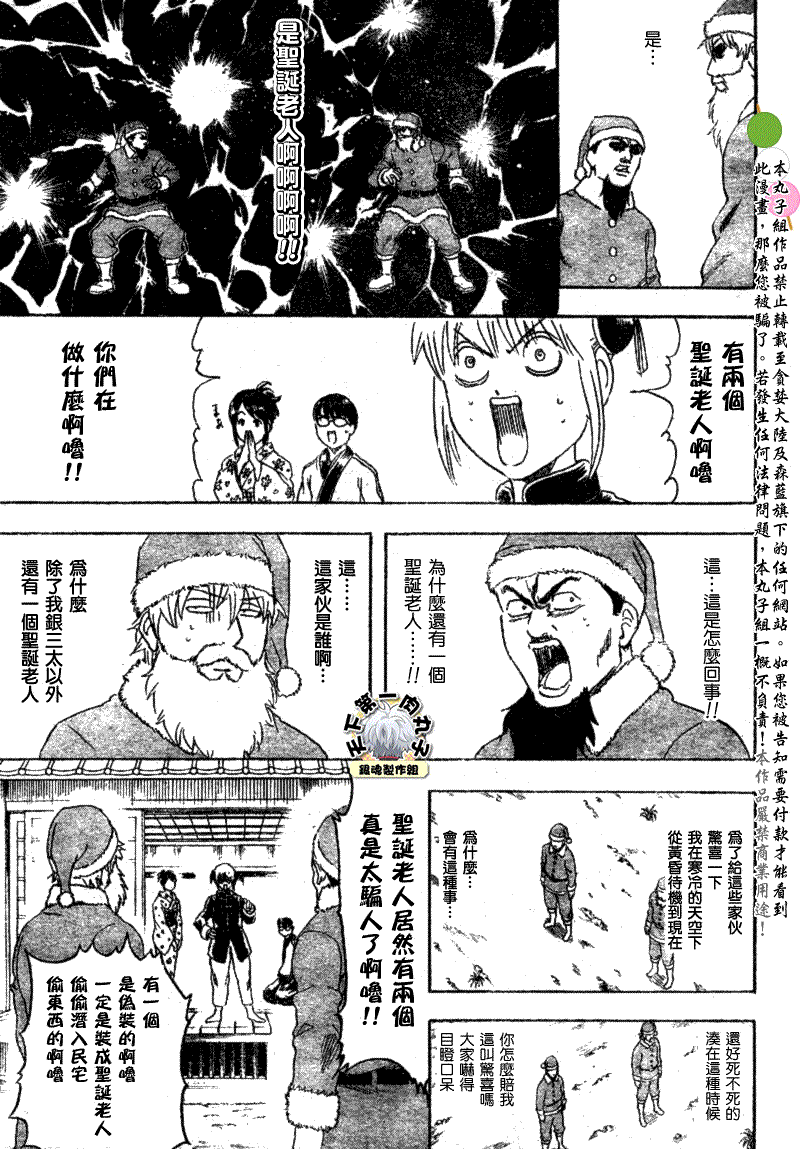 是…
是聖誕老人啊啊啊啊!!
有兩個
聖誕老人啊嚕
你們在
做什麼啊嚕!!
這…這是怎麼回事!!
為什麼還有一個
聖誕老人……!!
這……
這家伙是誰啊…
為什麼
除了我銀三太以外
還有一個聖誕老人
為了給這些家伙
驚喜一下
我在寒冷的天空下
從黃昏待機到現在
為什麼…
會有這種事…
還好死不死的
湊在這種時候
你怎麼賠我
這叫驚喜嗎
大家嚇得
目瞪口呆
聖誕老人居然有兩個
真是太騙人了啊嚕!!
有一個
是偽裝的啊嚕
一定是裝成聖誕老人
偷偷潛入民宅
偷東西的啊嚕
天下第一肉丸子
銀魂製作組
本丸子組作品禁止轉載至貪婪大陸及森藍旗下的任何網站。如果您被告知需要付款才能看到
此漫畫，那麼您被騙了。若發生任何法律問題，本丸子組一概不負責！本作品嚴禁商業用途！